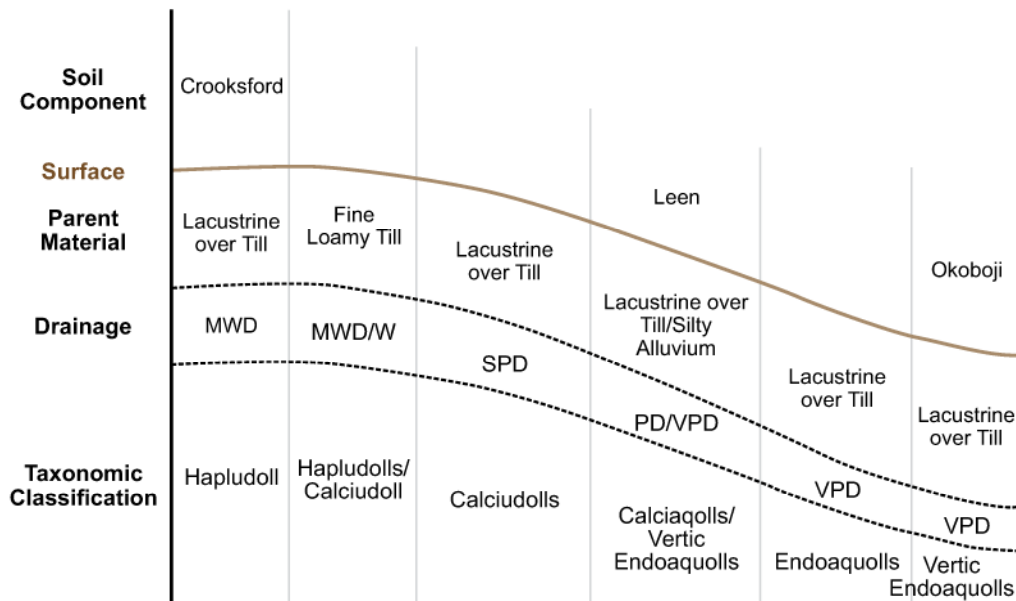 Soil
Component
Crooksford
Surface
Leen
Okoboji
Parent
Material
Lacustrine
over Till
Fine
Loamy Till
Lacustrine
over Till
Lacustrine over
Till/Silty
Alluvium
Lacustrine
over Till
Lacustrine
over Till
Drainage
MWD
MWD/W
SPD
PD/VPD
VPD
VPD
Taxonomic
Classification
Hapludoll
Hapludolls/
Calciudoll
Calciudolls
Calciaqolls/
Vertic
Endoaquolls
Endoaquolls
Vertic
Endoaquolls